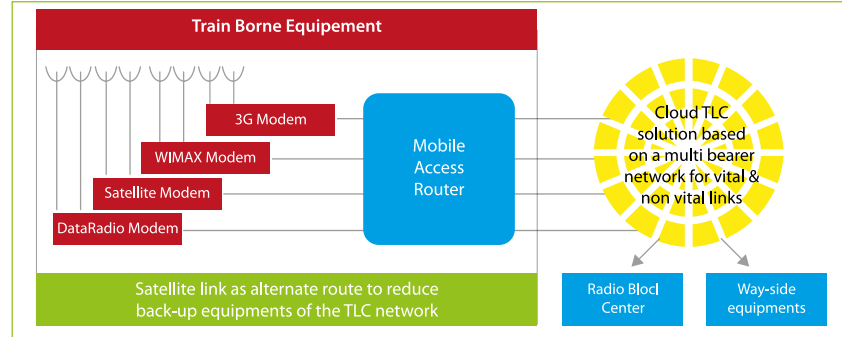 Train Borne Equipement
3G Modem
WIMAX Modem
Satellite Modem
DataRadio Modem
Mobile
Access
Router
Cloud TLC
solution based
on a multi bearer
network for vital &
non vital links
Satellite link as alternate route to reduce
back-up equipments of the TLC network
Radio Blocl
Center
Way-side
equipments